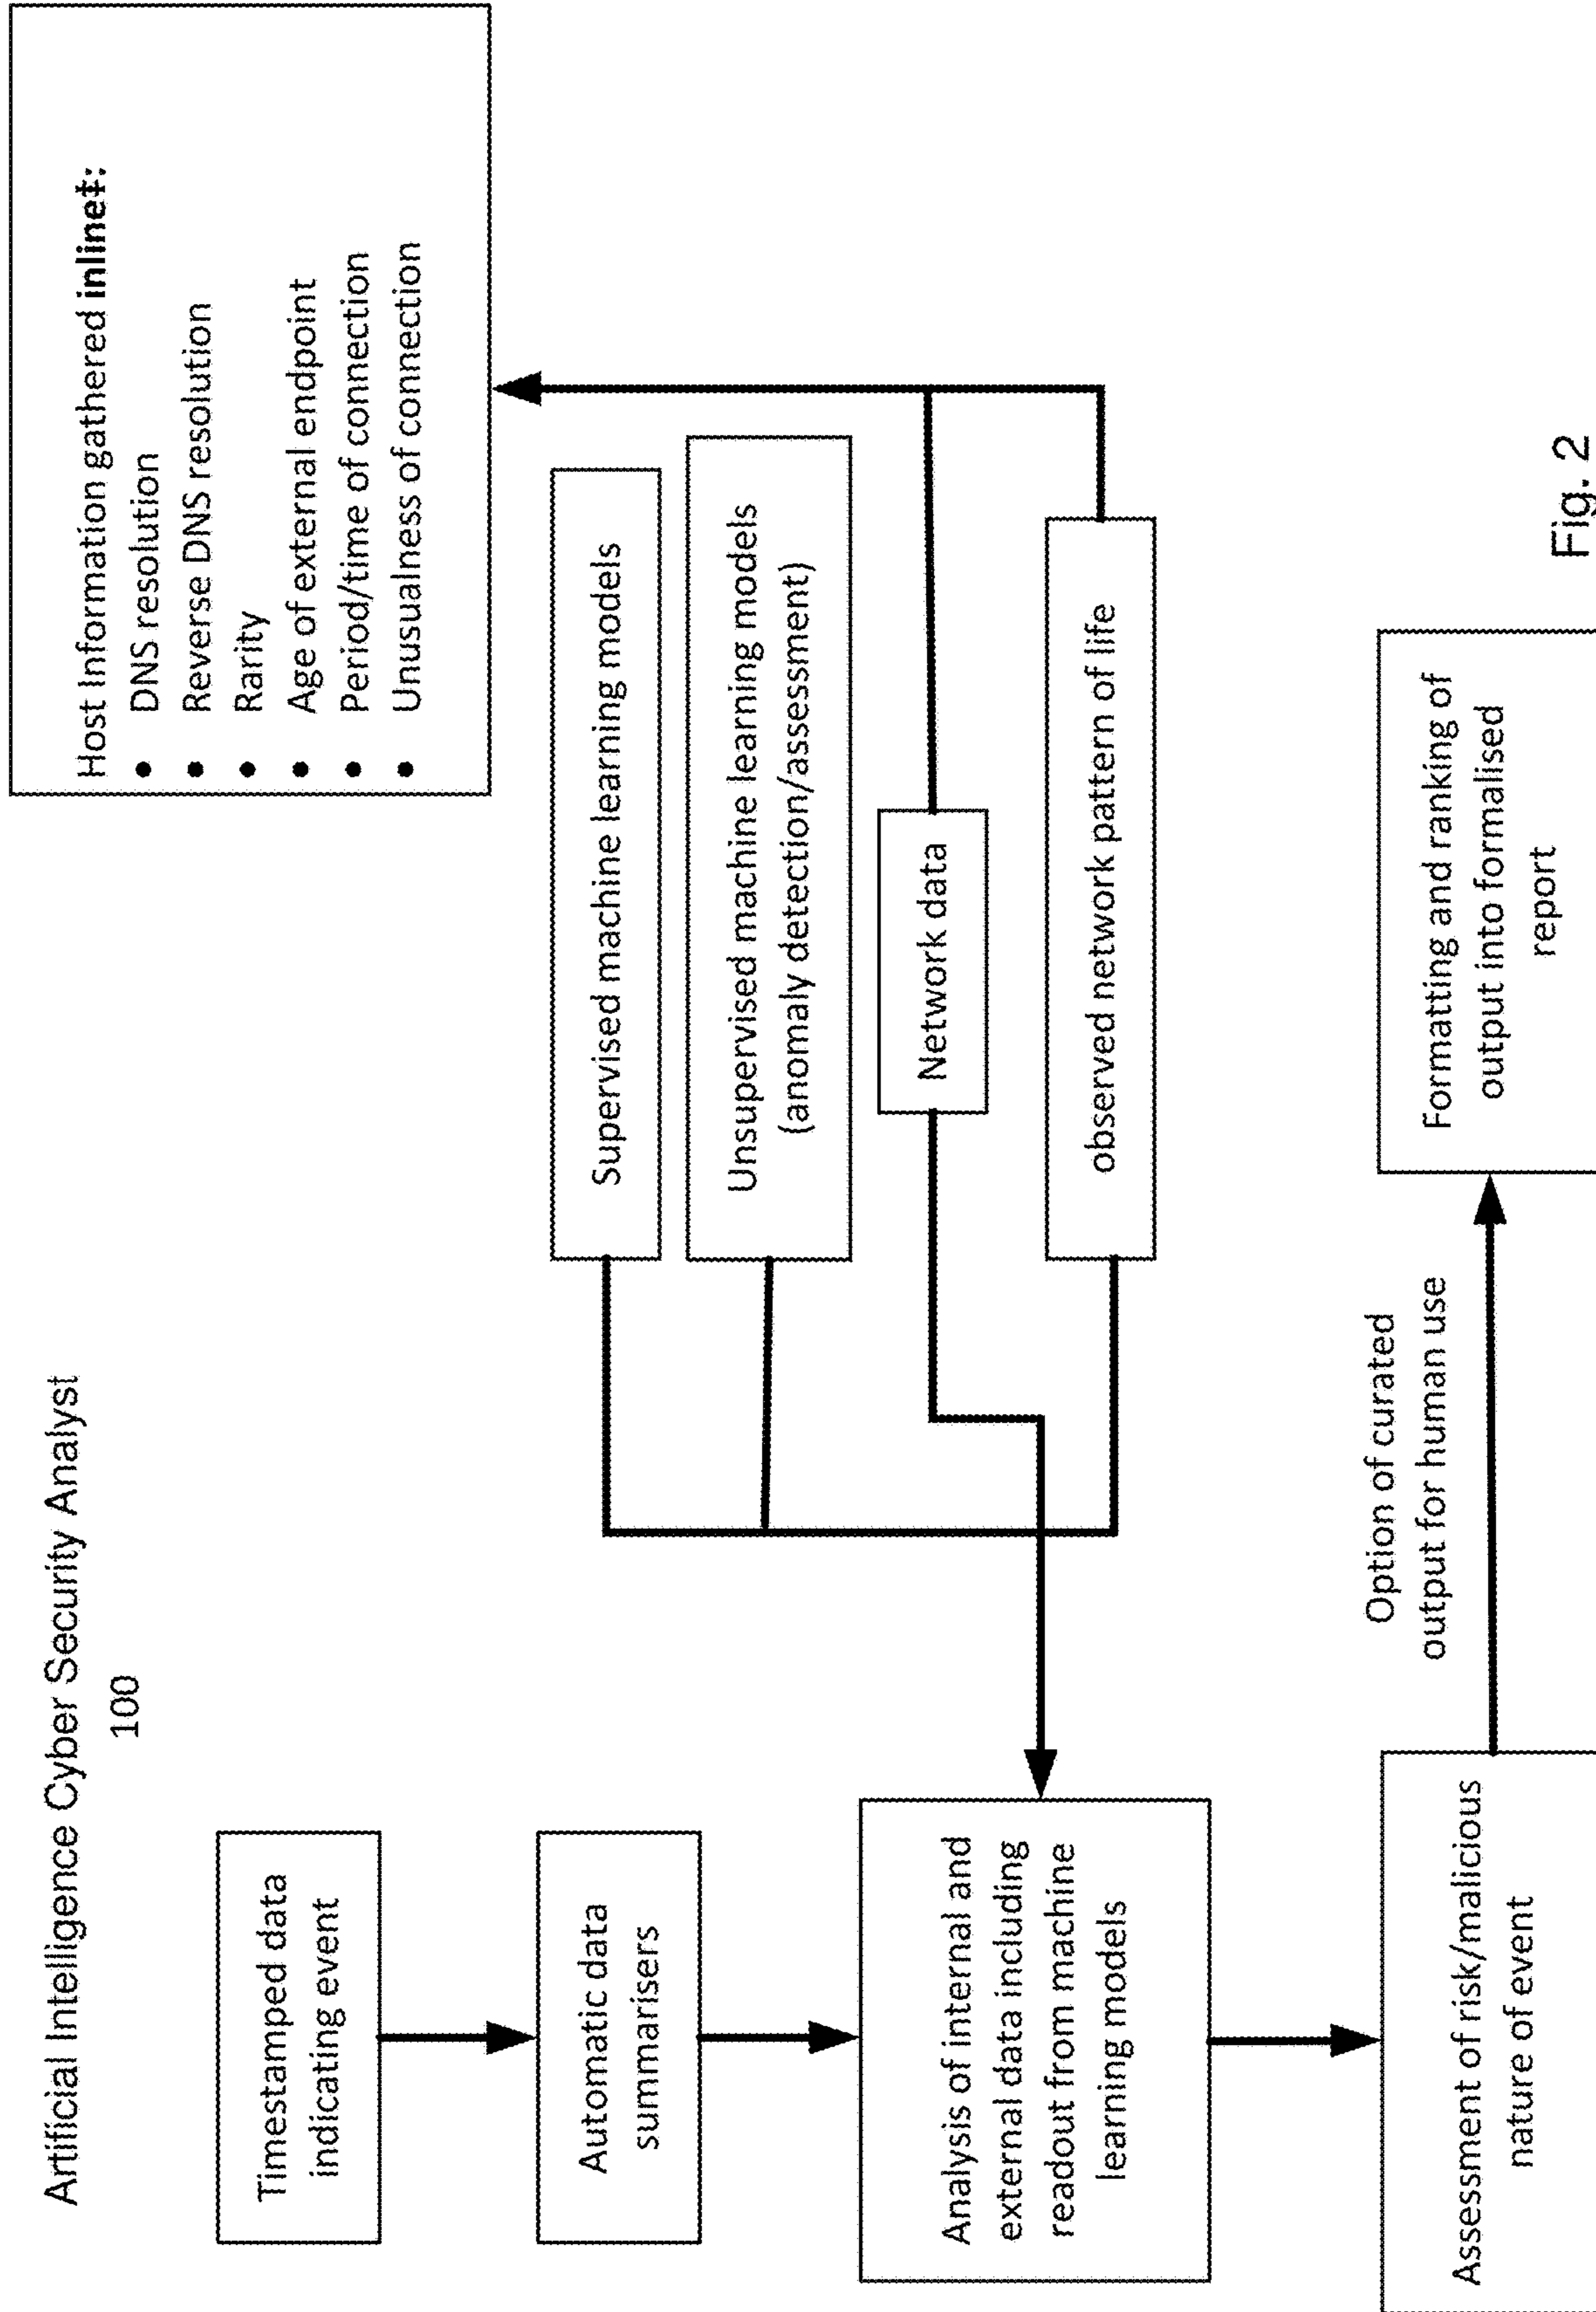 Artificial Intelligence Cyber Security Analyst
100
Timestamped data
indicating event
Automatic data
summarisers
Analysis of internal and
external data including
readout from machine
learning models
Assessment of risk/malicious
nature of event
Option of curated
output for human use
Formatting and ranking of
output into formalised
report
Supervised machine learning models
Unsupervised machine learning models
(anomaly detection/assessment)
Network data
observed network pattern of life
Host Information gathered inline‡:
• DNS resolution
• Reverse DNS resolution
• Rarity
• Age of external endpoint
• Period/time of connection
• Unusualness of connection
Fig. 2